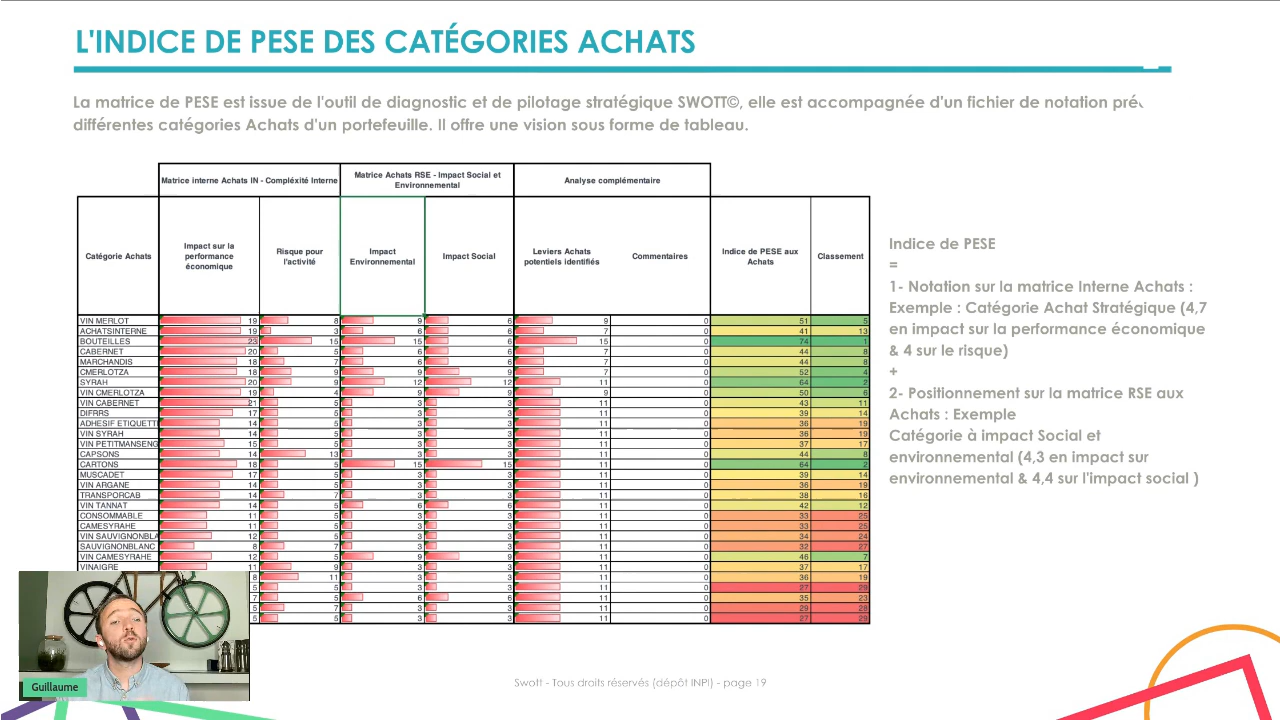 L'INDICE DE PESE DES CATÉGORIES ACHATS
La matrice de PESE est issue de l'outil de diagnostic et de pilotage stratégique SWOTT©, elle est accompagnée d'un fichier de notation
différentes catégories Achats d'un portefeuille. Il offre une vision sous forme de tableau.
Matrice interne Achats IN - Compléxité Interne
Matrice Achats RSE - Impact Social et Environnemental
Analyse complémentaire
Catégorie Achats
Impact sur la performance économique
Risque pour l'activité
Impact Environnemental
Impact Social
Leviers Achats potentiels identifiés
Commentaires
Indice de PESE aux Achats
Classement
VIN MERLOT 19 8 9 6 9 0 51 5
ACHATSINTERNE 19 3 6 6 7 0 41 13
BOUTEILLES 23 15 15 6 15 0 74 1
CABERNET 20 5 6 6 7 0 44 8
MARCHANDIS 18 7 6 6 7 0 44 8
CMERLOTZA 18 9 9 9 7 0 52 4
SYRAH 20 9 12 12 11 0 64 2
VIN CMERLOTZA 19 4 9 9 9 0 50 6
VIN CABERNET 21 5 3 3 11 0 43 11
DIFRRS 17 5 3 3 11 0 39 14
ADHESIF ETIQUETT 14 5 3 3 11 0 36 19
VIN SYRAH 14 5 3 3 11 0 36 19
VIN PETITMANSENG 15 5 3 3 11 0 37 17
CAPSONS 14 13 3 3 11 0 44 8
CARTONS 18 5 15 15 11 0 64 2
MUSCADET 17 5 3 3 11 0 39 14
VIN ARGANE 14 5 3 3 11 0 36 19
TRANSPORCAB 14 7 3 3 11 0 38 16
VIN TANNAT 14 5 6 6 11 0 42 12
CONSOMMABLE 11 5 3 3 11 0 33 25
CAMESYRAHE 11 5 3 3 11 0 33 25
VIN SAUVIGNONBLA 12 5 3 3 11 0 34 24
SAUVIGNONBLANC 8 7 3 3 11 0 32 27
VIN CAMESYRAHE 12 5 9 9 11 0 46 7
VINAIGRE 11 9 3 3 11 0 37 17
8 11 3 3 11 0 36 19
5 5 3 3 11 0 27 29
7 5 6 6 11 0 35 23
5 7 3 3 11 0 29 28
5 5 3 3 11 0 27 29
Indice de PESE
=
1- Notation sur la matrice Interne Achats :
Exemple : Catégorie Achat Stratégique (4,7
en impact sur la performance économique
& 4 sur le risque)
+
2- Positionnement sur la matrice RSE aux
Achats : Exemple
Catégorie à impact Social et
environnemental (4,3 en impact sur
environnemental & 4,4 sur l'impact social )
Guillaume
Swott - Tous droits réservés (dépôt INPI) - page 19